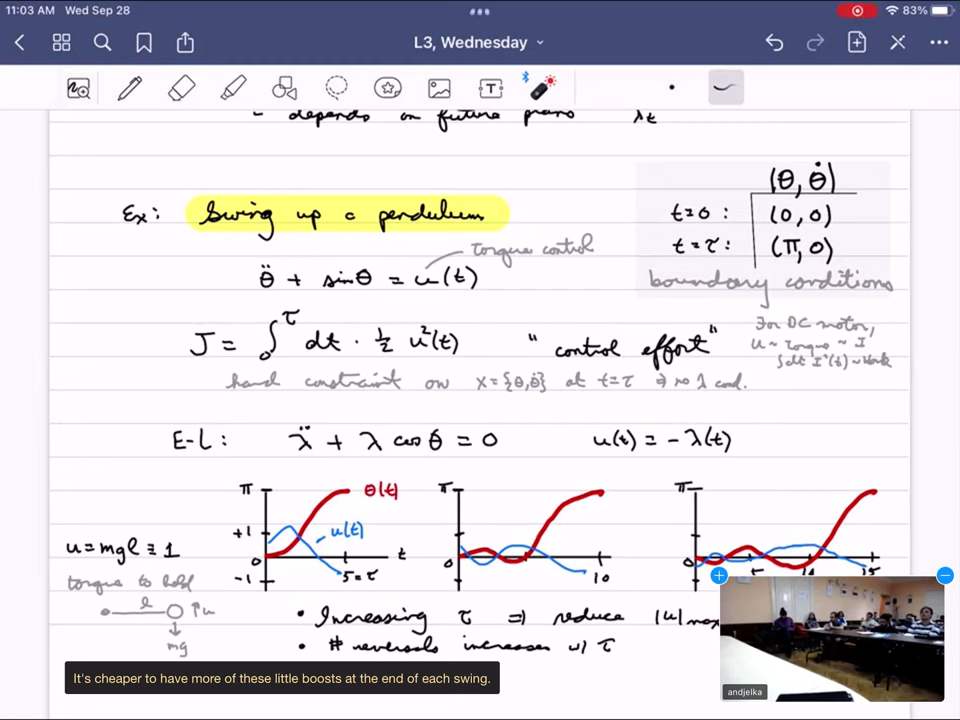 11:03 AM Wed Sep 28
83%
L3, Wednesday
- depends on future plans λt
Ex: Swing up a pendulum
(θ, θ̇)
t=0: (0, 0)
t=τ: (π, 0)
boundary conditions
torque control
θ̈ + sinθ = u(t)
J = ∫₀^τ dt · ½ u²(t) "control effort"
For DC motor,
u ~ torque ~ I
∫dt I²(t) ~ work
hard constraint on x = {θ,θ̇} at t=τ ⇒ no λ cond.
E-L: λ̈ + λ cos θ = 0 u(t) = - λ(t)
π θ(t)
+1 u(t)
0 t
-1 5=τ
π
0 10
π
0 5 10 15
u = mgl ≡ 1
torque to hold
l ↑u
mg
• Increasing τ ⇒ reduce |u|max
• # reversals increases w/ τ
It's cheaper to have more of these little boosts at the end of each swing.
andjelka